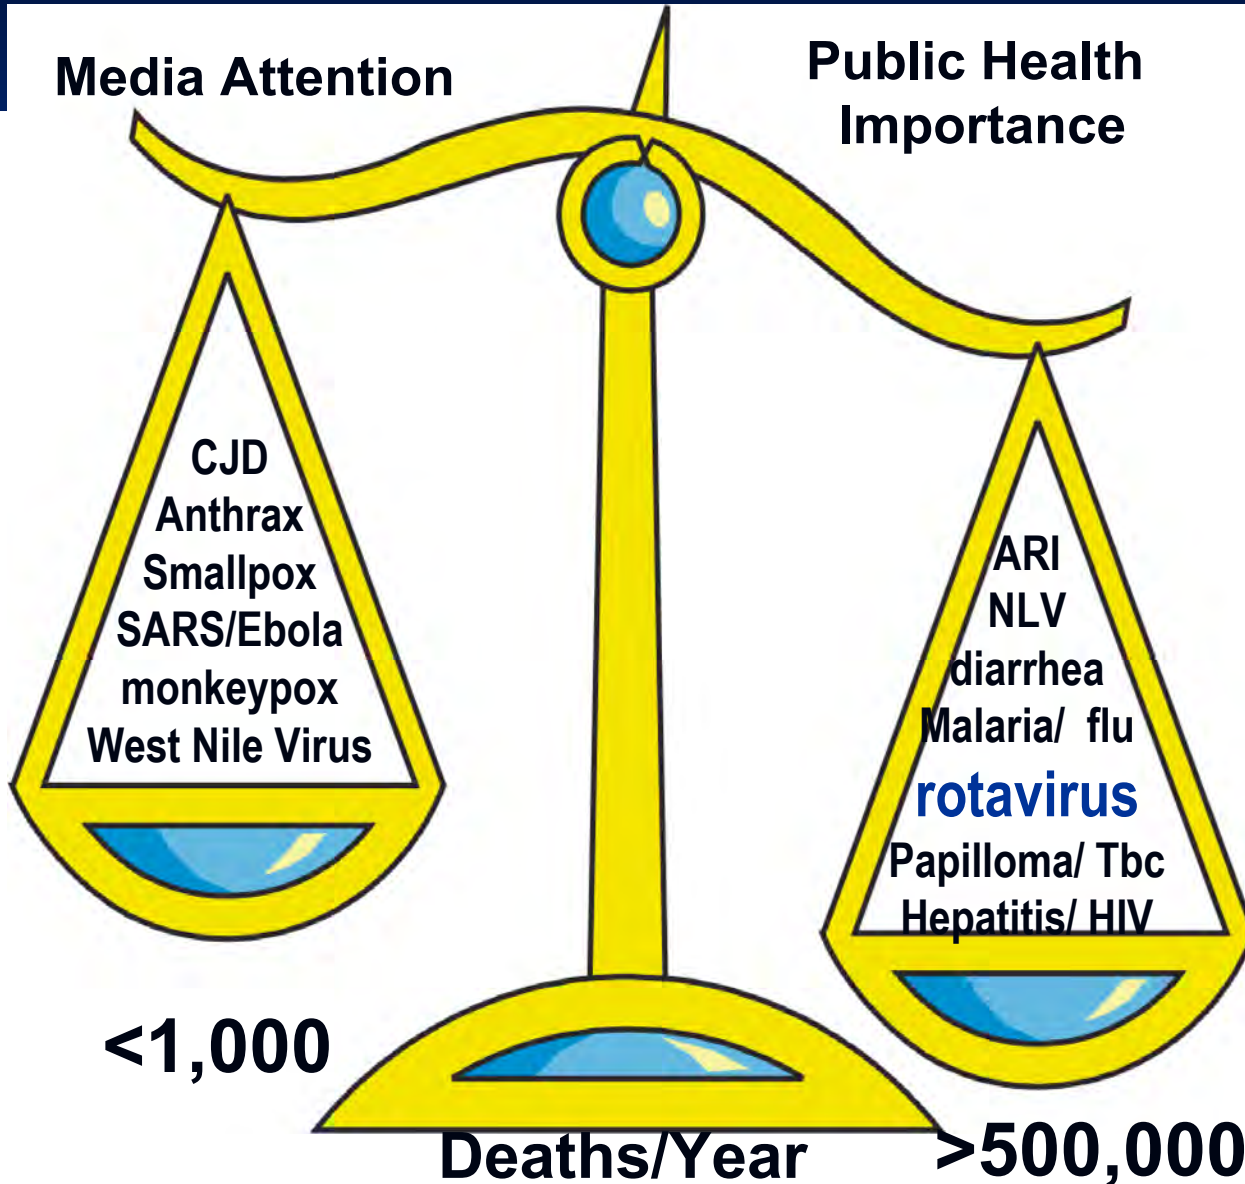 Media Attention
Public Health
Importance
CJD
Anthrax
Smallpox
SARS/Ebola
monkeypox
West Nile Virus
ARI
NLV
diarrhea
Malaria/ flu
rotavirus
Papilloma/ Tbc
Hepatitis/ HIV
<1,000
Deaths/Year
>500,000